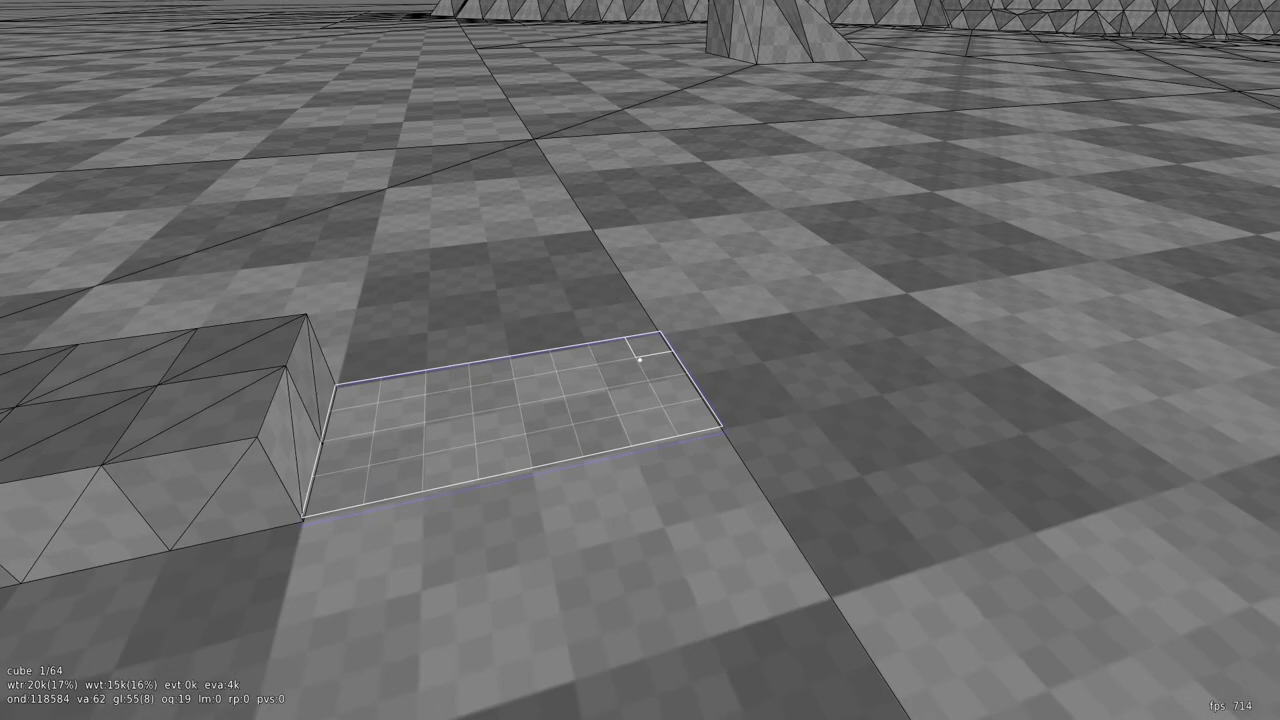 cube 1/64
wtr:20k(17%) wvt:15k(16%) evt:0k eva:4k
ond:118584 va:62 gl:55(8) oq:19 lm:0 rp:0 pvs:0
fps 714